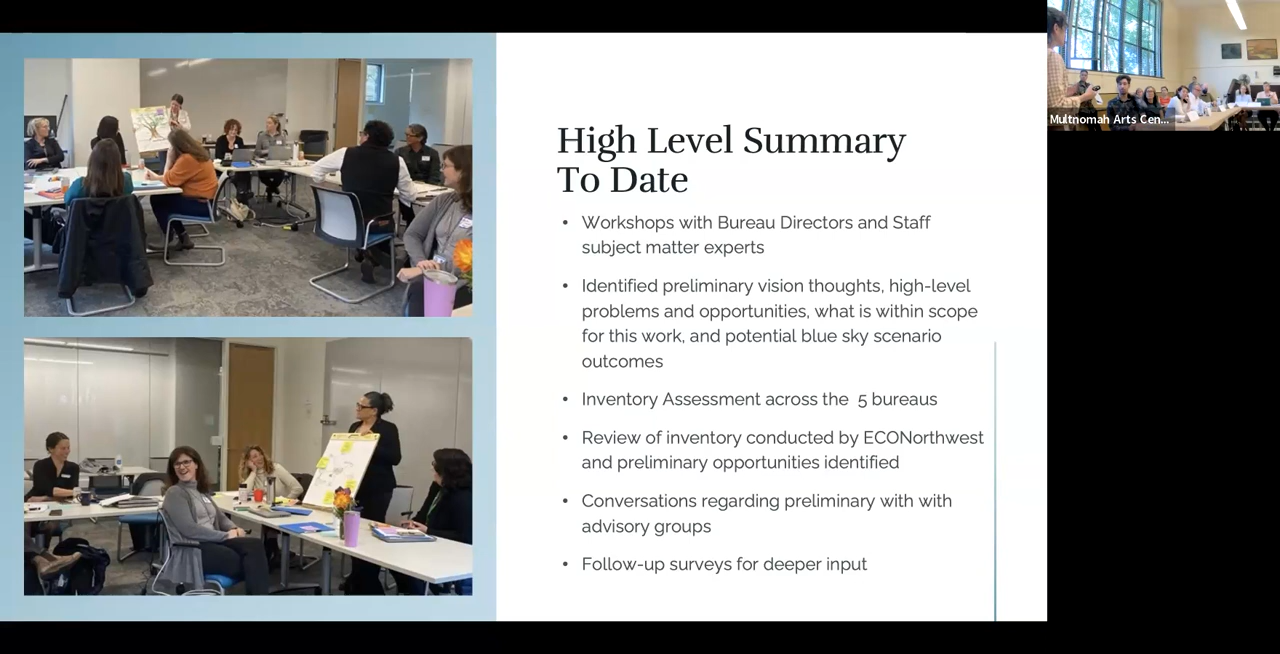 High Level Summary
To Date
• Workshops with Bureau Directors and Staff
subject matter experts
• Identified preliminary vision thoughts, high-level
problems and opportunities, what is within scope
for this work, and potential blue sky scenario
outcomes
• Inventory Assessment across the 5 bureaus
• Review of inventory conducted by ECONorthwest
and preliminary opportunities identified
• Conversations regarding preliminary with with
advisory groups
• Follow-up surveys for deeper input
Multnomah Arts Cen...